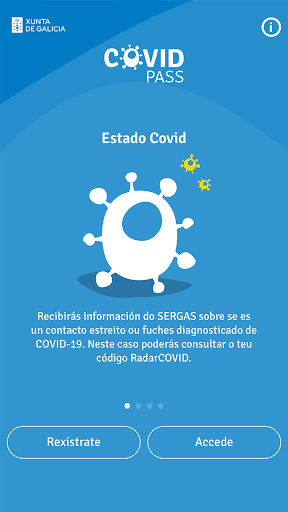 XUNTA
DE GALICIA
i
COVID
PASS
Estado Covid
Recibirás información do SERGAS sobre se es
un contacto estreito ou fuches diagnosticado de
COVID-19. Neste caso poderás consultar o teu
código RadarCOVID.
Rexístrate
Accede